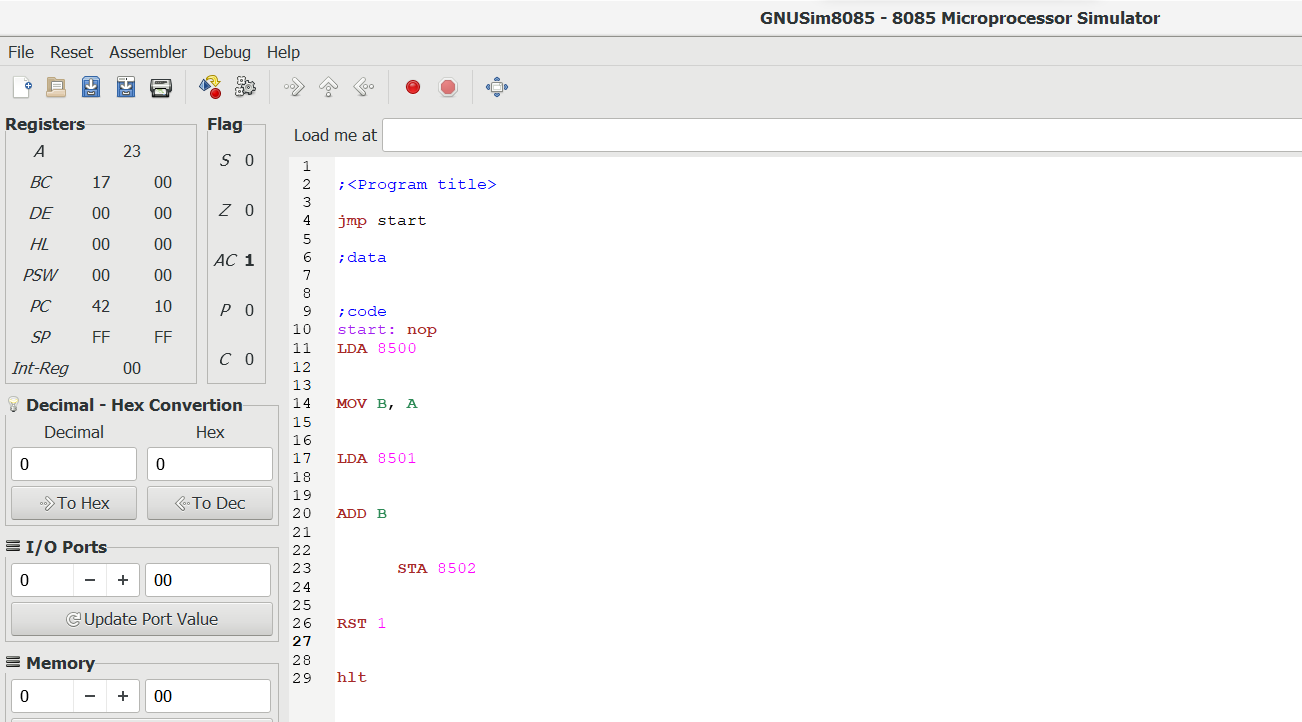 GNUSim8085 - 8085 Microprocessor Simulator
File Reset Assembler Debug Help
Registers
A 23
BC 17 00
DE 00 00
HL 00 00
PSW 00 00
PC 42 10
SP FF FF
Int-Reg 00
Flag
S 0
Z 0
AC 1
P 0
C 0
Decimal - Hex Convertion
Decimal Hex
0 0
To Hex To Dec
I/O Ports
0 − + 00
Update Port Value
Memory
0 − + 00
Load me at
1
2 ;<Program title>
3
4 jmp start
5
6 ;data
7
8
9 ;code
10 start: nop
11 LDA 8500
12
13
14 MOV B, A
15
16
17 LDA 8501
18
19
20 ADD B
21
22
23 STA 8502
24
25
26 RST 1
27
28
29 hlt